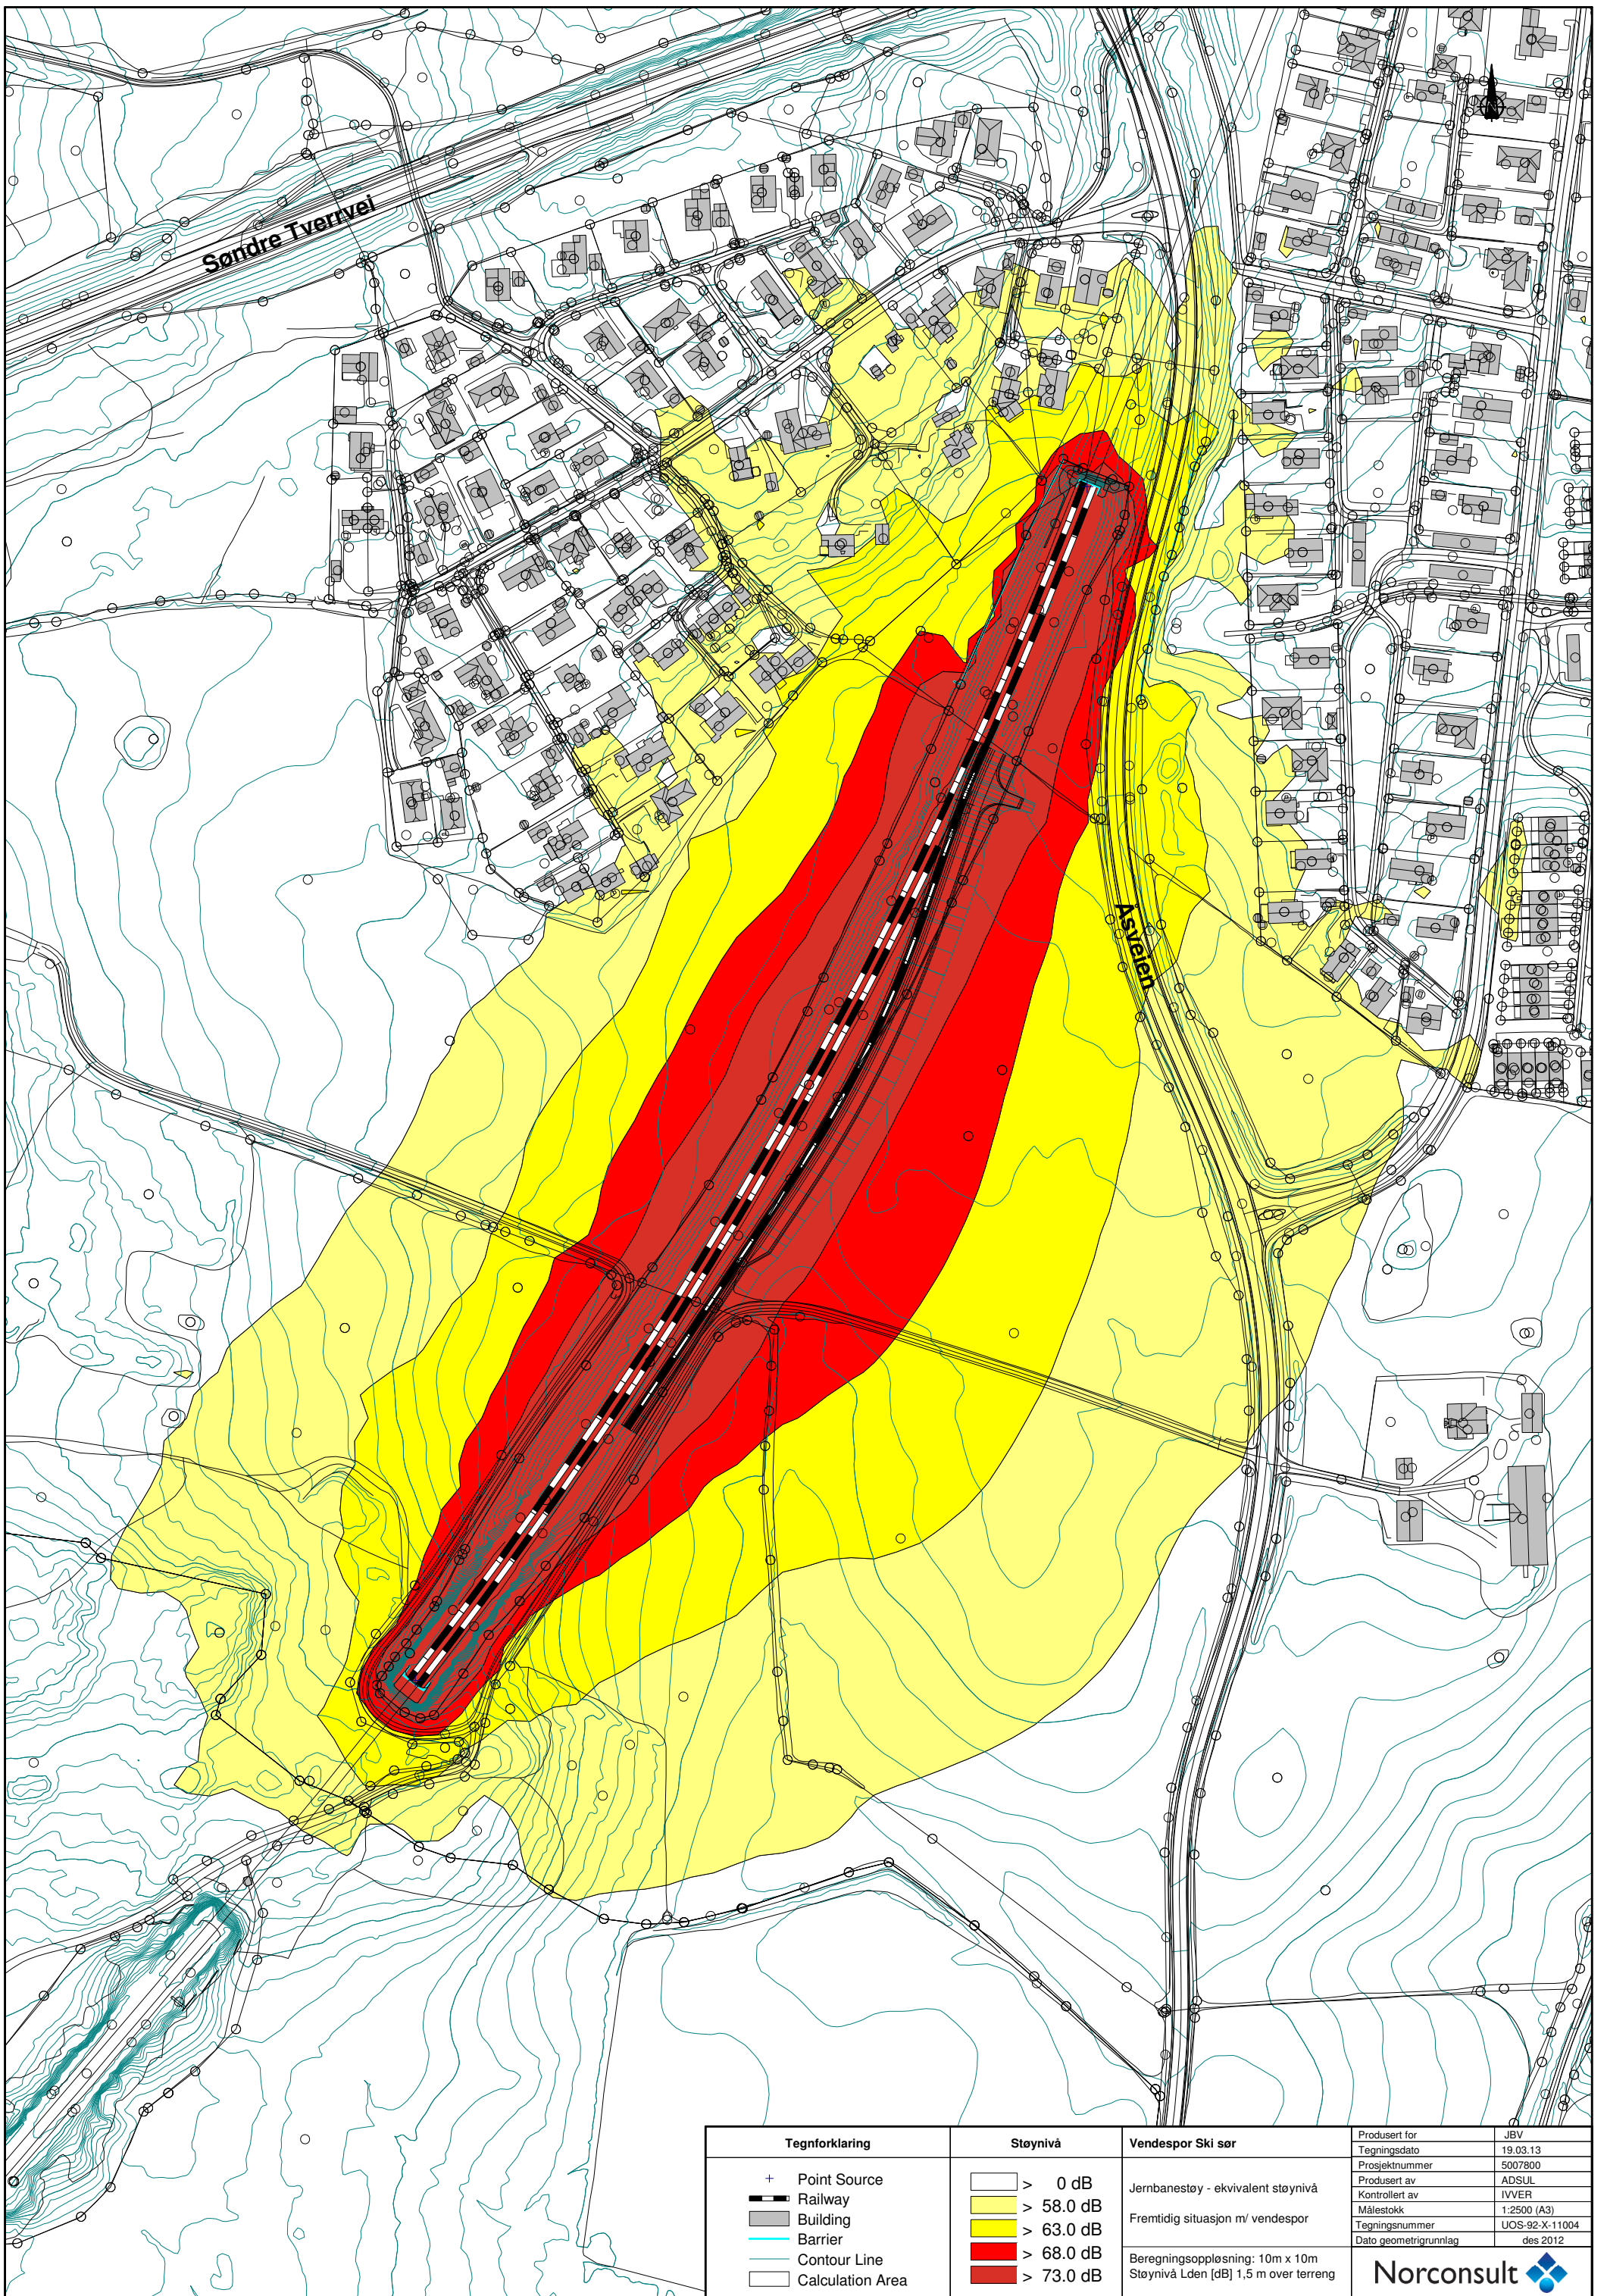 Søndre Tverrvei
Åsveien
Tegnforklaring
+ Point Source
Railway
Building
Barrier
Contour Line
Calculation Area
Støynivå
> 0 dB
> 58.0 dB
> 63.0 dB
> 68.0 dB
> 73.0 dB
Vendespor Ski sør
Jernbanestøy - ekvivalent støynivå
Fremtidig situasjon m/ vendespor
Beregningsoppløsning: 10m x 10m
Støynivå Lden [dB] 1,5 m over terreng
Produsert for JBV
Tegningsdato 19.03.13
Prosjektnummer 5007800
Produsert av ADSUL
Kontrollert av IVVER
Målestokk 1:2500 (A3)
Tegningsnummer UOS-92-X-11004
Dato geometrigrunnlag des 2012
Norconsult